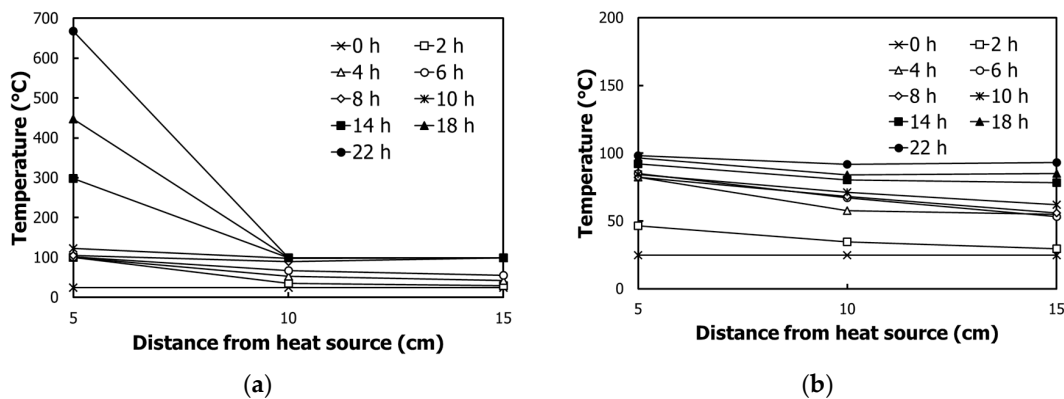 700
600
500
400
300
200
100
0
Temperature (°C)
0 h 2 h
4 h 6 h
8 h 10 h
14 h 18 h
22 h
5 10 15
Distance from heat source (cm)
(a)
200
150
100
50
0
Temperature (°C)
0 h 2 h
4 h 6 h
8 h 10 h
14 h 18 h
22 h
5 10 15
Distance from heat source (cm)
(b)